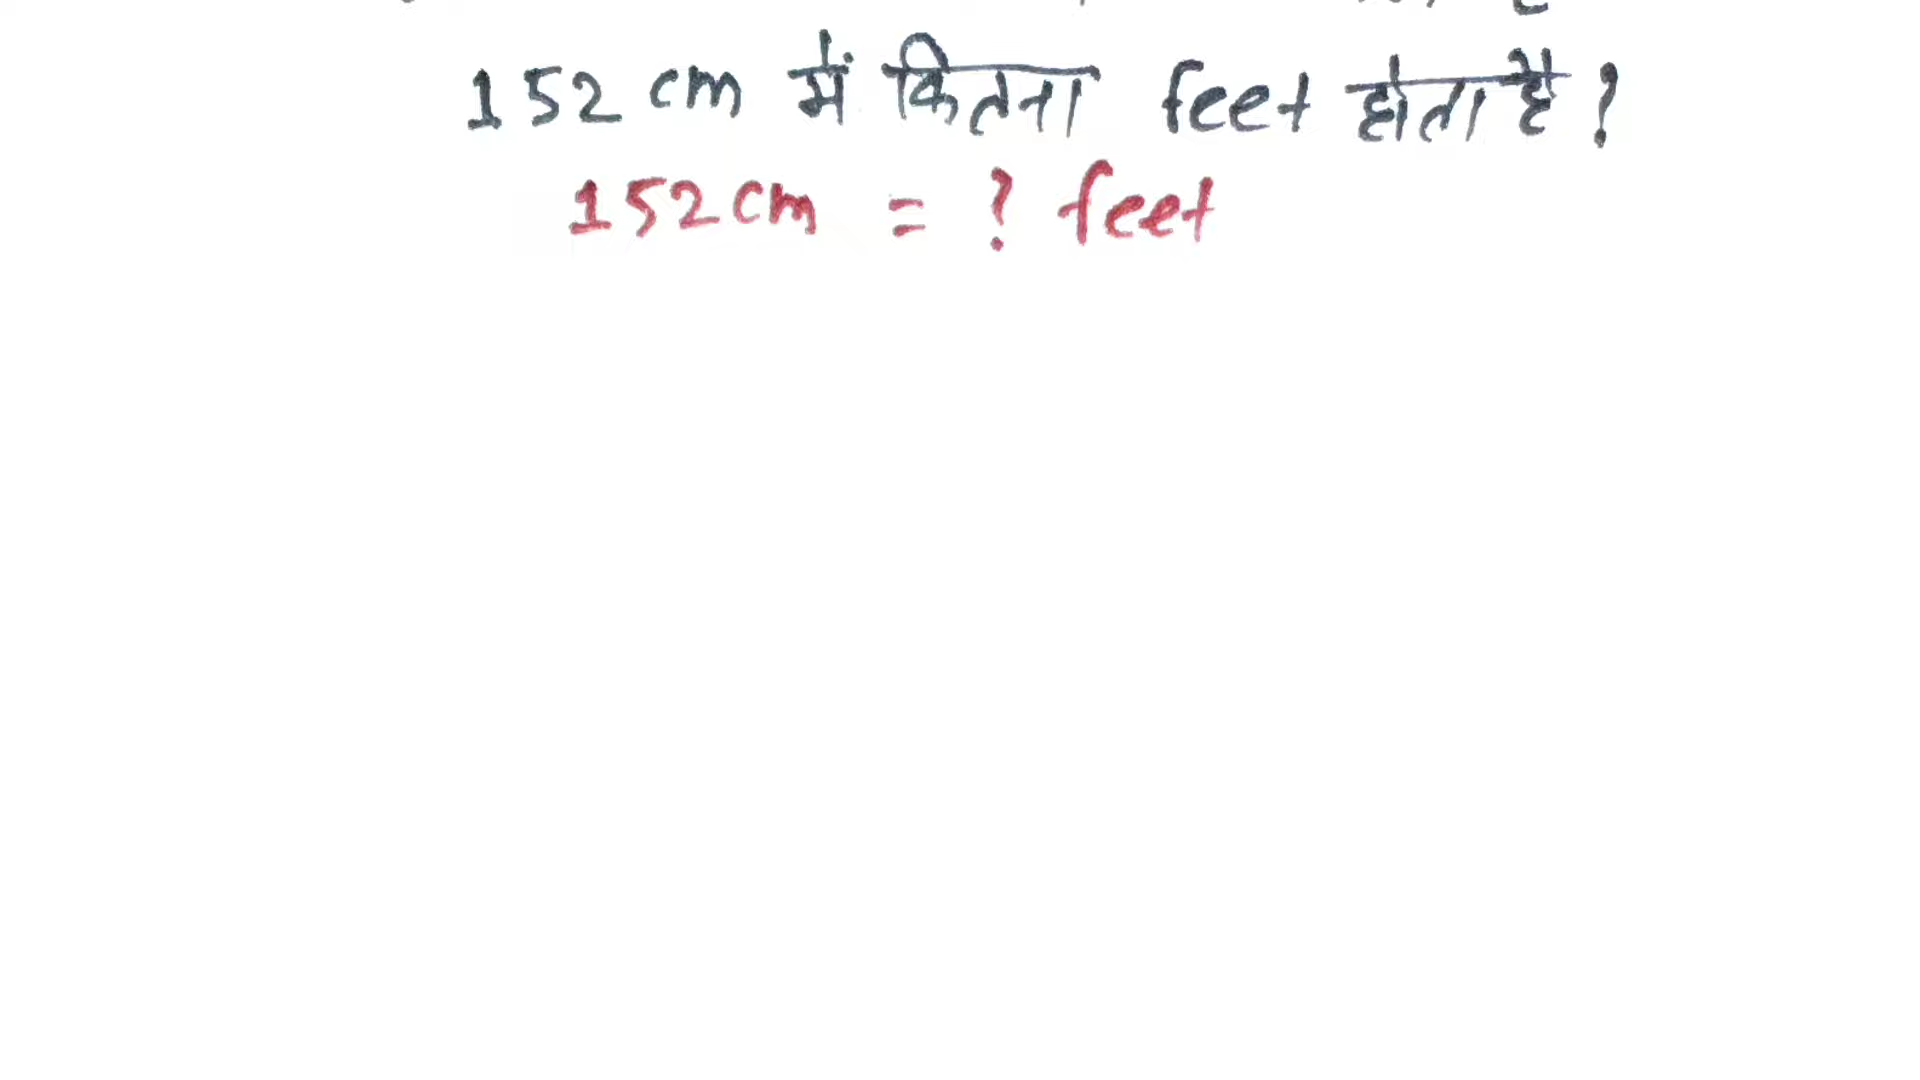 152 cm में कितना feet होता है ?
152 cm = ? feet